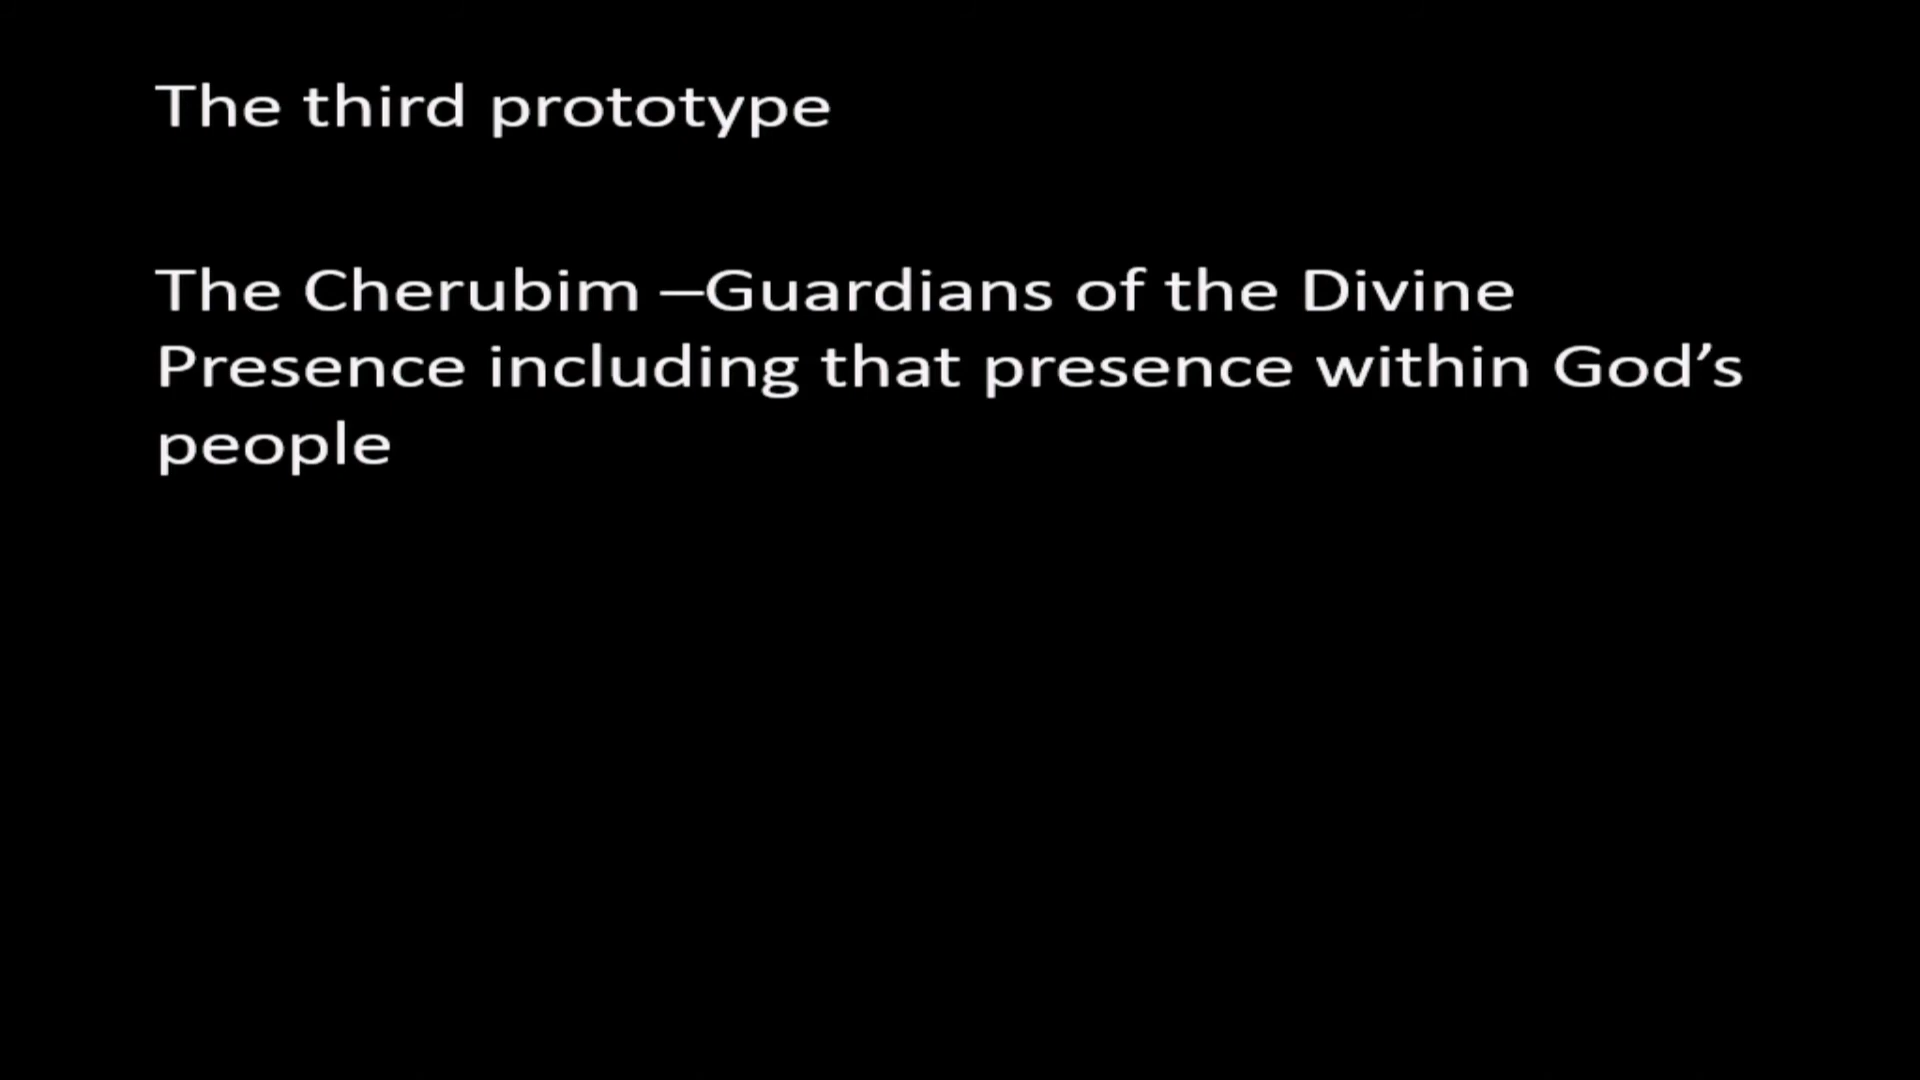 The third prototype
The Cherubim –Guardians of the Divine
Presence including that presence within God’s
people